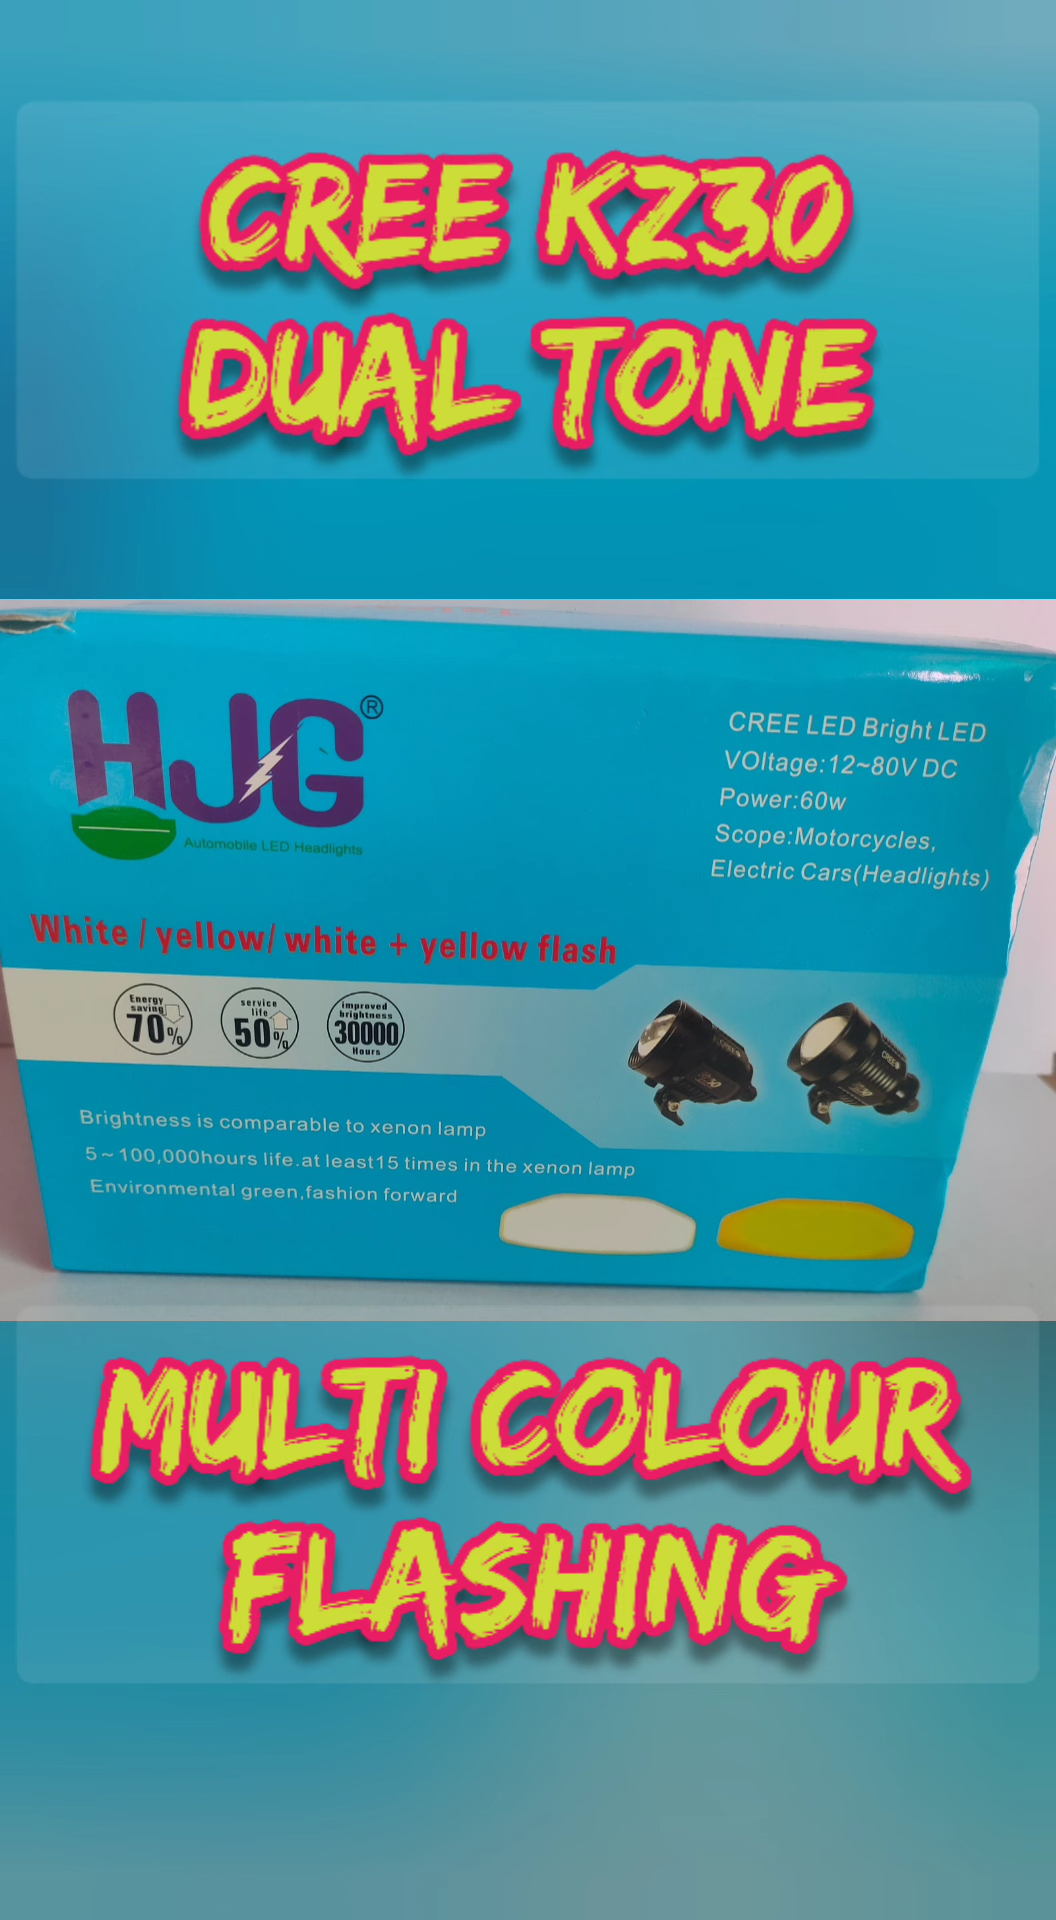 CREE KZ30
DUAL TONE
HJG®
Automobile LED Headlights
CREE LED Bright LED
VOltage:12~80V DC
Power:60w
Scope:Motorcycles,
Electric Cars(Headlights)
White / yellow/ white + yellow flash
Energy
saving
70%
service
life
50%
improved
brightness
30000
Hours
CREE
Brightness is comparable to xenon lamp
5~100,000hours life.at least15 times in the xenon lamp
Environmental green,fashion forward
MULTI COLOUR
FLASHING